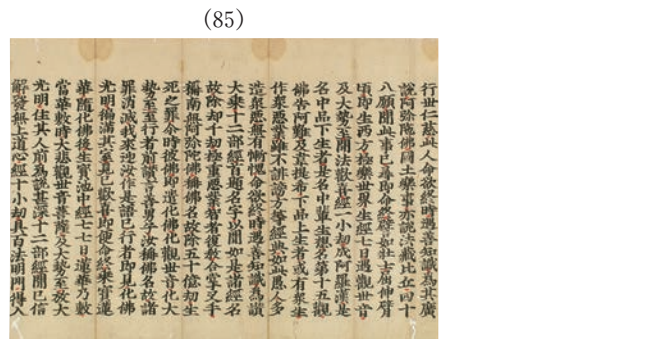 (85)
行世仁慈此人命欲終時遇善知識為其廣
說阿弥陀佛國土樂事亦說法藏比丘四十
八願聞此事已尋即命終譬如壯士屈伸臂
頃即生西方極樂世界生經七日遇觀世音
及大勢至聞法歡喜經一小劫成阿羅漢是
名中品下生者是名中輩生想名第十五觀
佛告阿難及韋提希下品上生者或有衆生
作衆惡業雖不誹謗方等經典如此愚人多
造衆惡無有慚愧命欲終時遇善知識為讚
大乘十二部經首題名字以聞如是諸經名
故除却千劫極重惡業智者復教合掌叉手
稱南無阿弥陀佛稱佛名故除五十億劫生
死之罪尒時彼佛即遣化佛化觀世音化大
勢至至行者前讚言善男子汝稱佛名故諸
罪消滅我來迎汝作是語已行者即見化佛
光明遍滿其室見已歡喜即便命終乘寶蓮
華隨化佛後生寶池中經七七日蓮華乃敷
當華敷時大悲觀世音菩薩及大勢至放大
光明住其人前為說甚深十二部經聞已信
解發無上道心經十小劫具百法明門得入